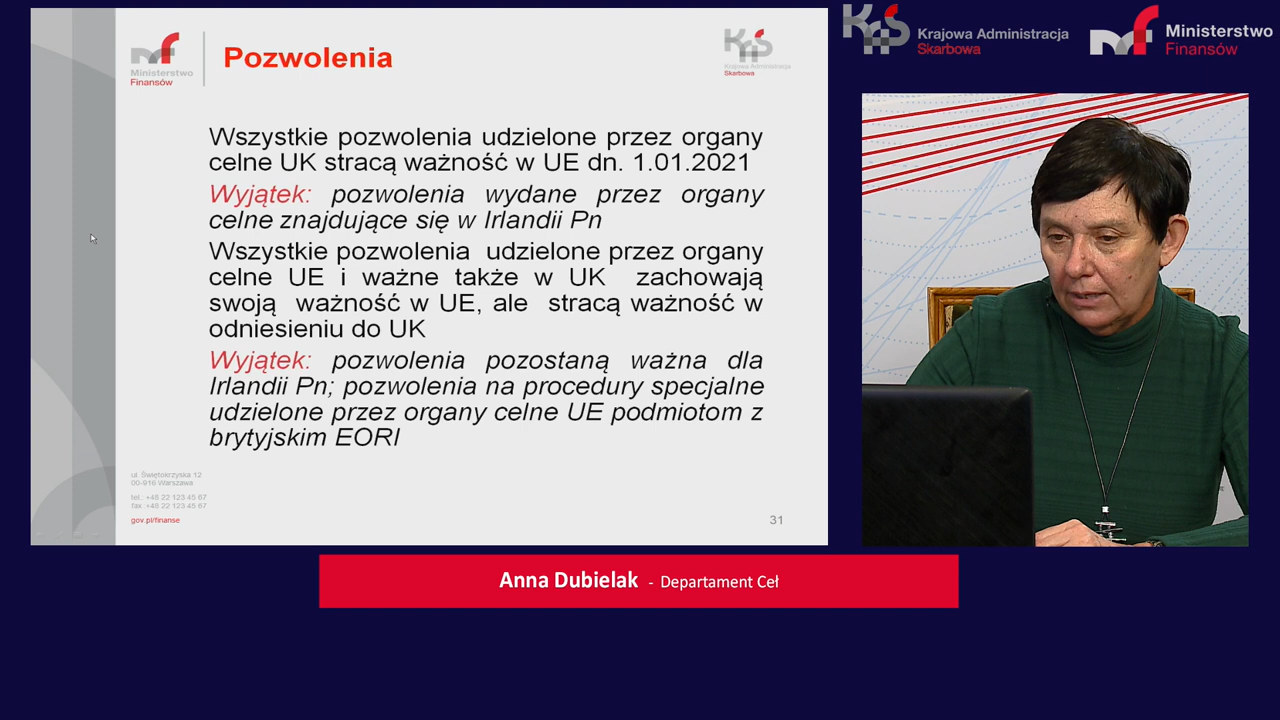 Ministerstwo
Finansów
Pozwolenia
KAS
Krajowa Administracja
Skarbowa
Wszystkie pozwolenia udzielone przez organy
celne UK stracą ważność w UE dn. 1.01.2021
Wyjątek: pozwolenia wydane przez organy
celne znajdujące się w Irlandii Pn
Wszystkie pozwolenia udzielone przez organy
celne UE i ważne także w UK zachowają
swoją ważność w UE, ale stracą ważność w
odniesieniu do UK
Wyjątek: pozwolenia pozostaną ważna dla
Irlandii Pn; pozwolenia na procedury specjalne
udzielone przez organy celne UE podmiotom z
brytyjskim EORI
ul. Świętokrzyska 12
00-916 Warszawa
tel.: +48 22 123 45 67
fax :+48 22 123 45 67
gov.pl/finanse
31
KAS
Krajowa Administracja
Skarbowa
Ministerstwo
Finansów
Anna Dubielak - Departament Ceł